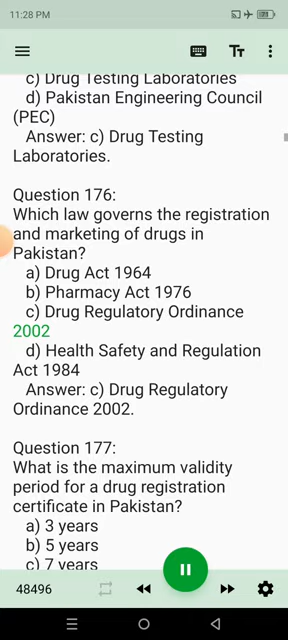 11:28 PM
Tт
c) Drug Testing Laboratories
d) Pakistan Engineering Council
(PEC)
Answer: c) Drug Testing
Laboratories.
Question 176:
Which law governs the registration
and marketing of drugs in
Pakistan?
a) Drug Act 1964
b) Pharmacy Act 1976
c) Drug Regulatory Ordinance
2002
d) Health Safety and Regulation
Act 1984
Answer: c) Drug Regulatory
Ordinance 2002.
Question 177:
What is the maximum validity
period for a drug registration
certificate in Pakistan?
a) 3 years
b) 5 years
c) 7 years
48496